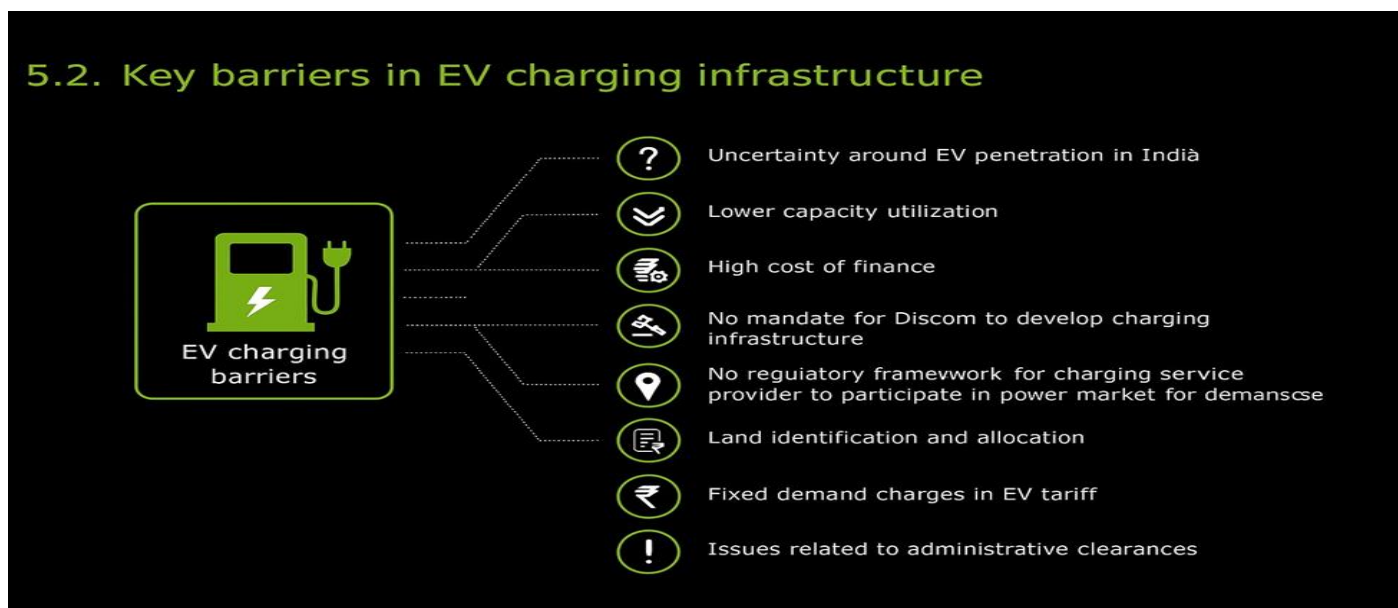 5.2. Key barriers in EV charging infrastructure
Uncertainty around EV penetration in Indià
Lower capacity utilization
High cost of finance
No mandate for Discom to develop charging
infrastructure
No reguiatory framevwork for charging service
provider to participate in power market for demanscse
Land identification and allocation
Fixed demand charges in EV tariff
Issues related to administrative clearances
EV charging
barriers